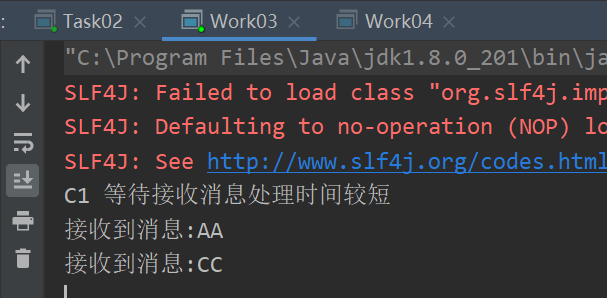 Task02 Work03 Work04
"C:\Program Files\Java\jdk1.8.0_201\bin\ja
SLF4J: Failed to load class "org.slf4j.imp
SLF4J: Defaulting to no-operation (NOP) lo
SLF4J: See http://www.slf4j.org/codes.html
C1 等待接收消息处理时间较短
接收到消息:AA
接收到消息:CC